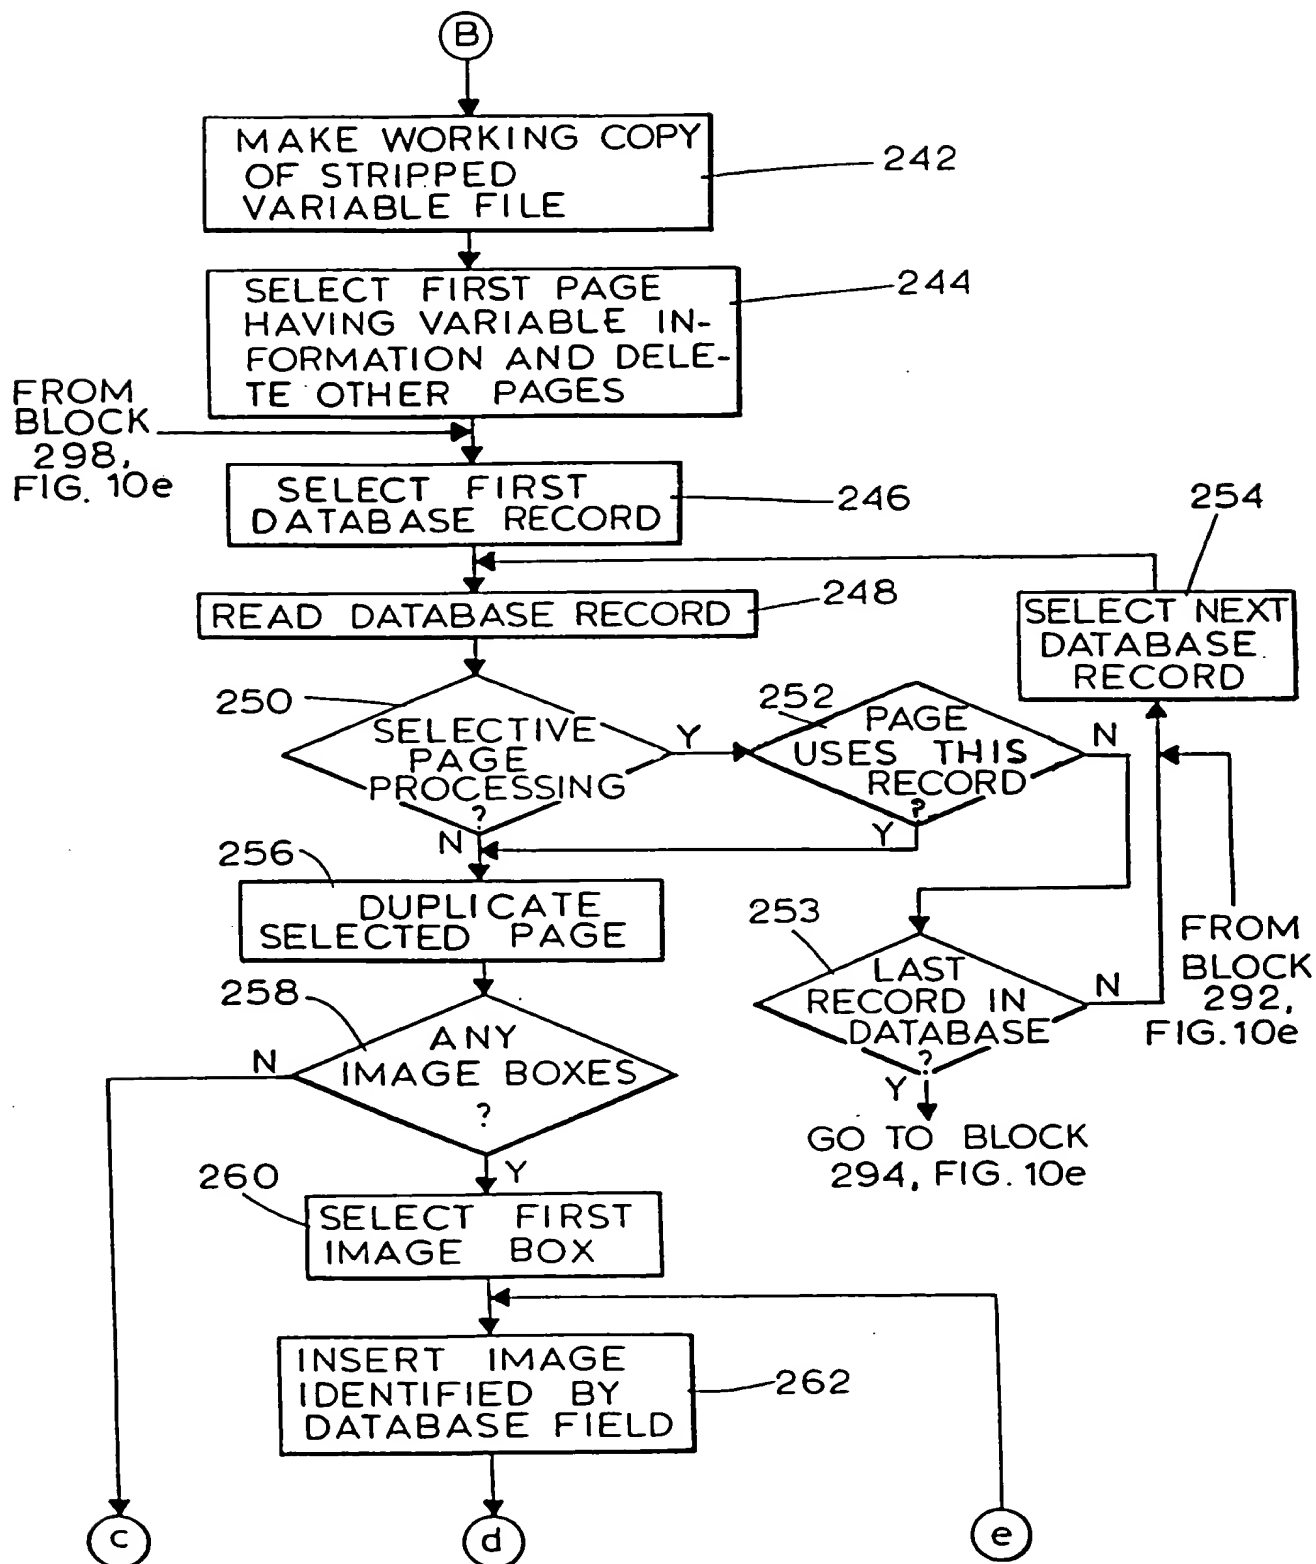 B
MAKE WORKING COPY
OF STRIPPED
VARIABLE FILE
242
SELECT FIRST PAGE
HAVING VARIABLE IN-
FORMATION AND DELE-
TE OTHER PAGES
244
FROM
BLOCK
298,
FIG. 10e
SELECT FIRST
DATABASE RECORD
246
254
READ DATABASE RECORD
248
SELECT NEXT
DATABASE
RECORD
250
SELECTIVE
PAGE
PROCESSING
?
Y
N
252
PAGE
USES THIS
RECORD
?
N
Y
256
DUPLICATE
SELECTED PAGE
253
LAST
RECORD IN
DATABASE
?
N
Y
FROM
BLOCK
292,
FIG. 10e
GO TO BLOCK
294, FIG. 10e
258
ANY
IMAGE BOXES
?
N
Y
260
SELECT FIRST
IMAGE BOX
INSERT IMAGE
IDENTIFIED BY
DATABASE FIELD
262
c
d
e